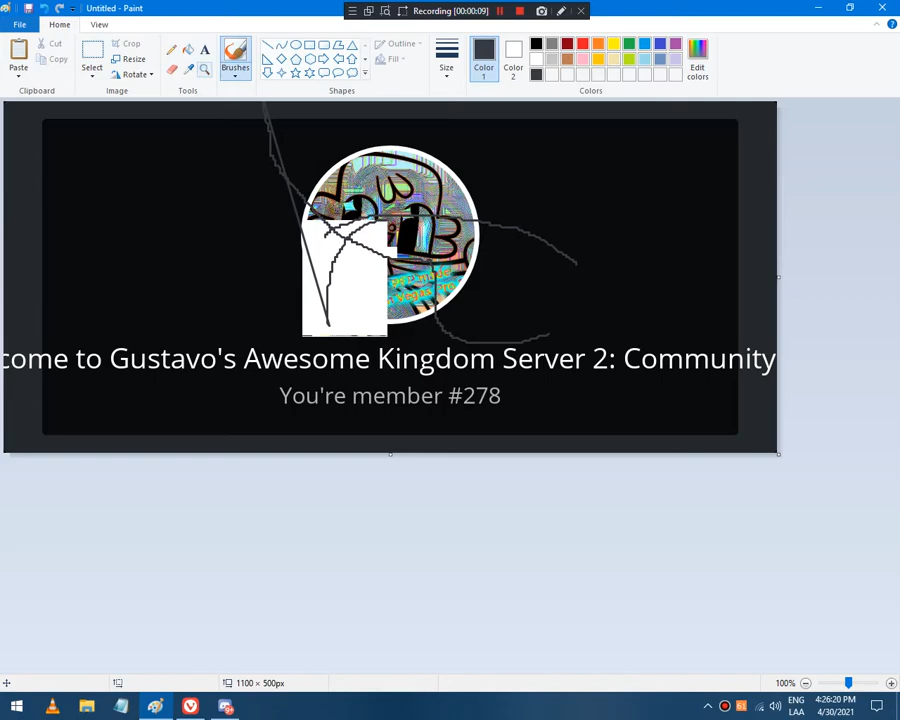 Untitled - Paint
Recording [00:00:09]
File
Home
View
Paste
Cut
Copy
Clipboard
Select
Crop
Resize
Rotate
Image
Tools
Brushes
Outline
Fill
Shapes
Size
Color 1
Color 2
Edit colors
Colors
come to Gustavo's Awesome Kingdom Server 2: Community
You're member #278
1100 × 500px
100%
ENG
LAA
4:26:20 PM
4/30/2021